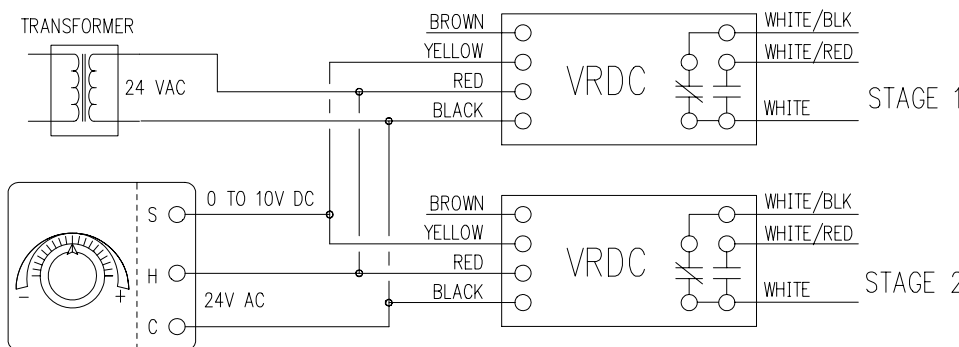 TRANSFORMER
24 VAC
BROWN
YELLOW
RED
BLACK
VRDC
WHITE/BLK
WHITE/RED
WHITE
STAGE 1
S
0 TO 10V DC
H
24V AC
C
- +
BROWN
YELLOW
RED
BLACK
VRDC
WHITE/BLK
WHITE/RED
WHITE
STAGE 2